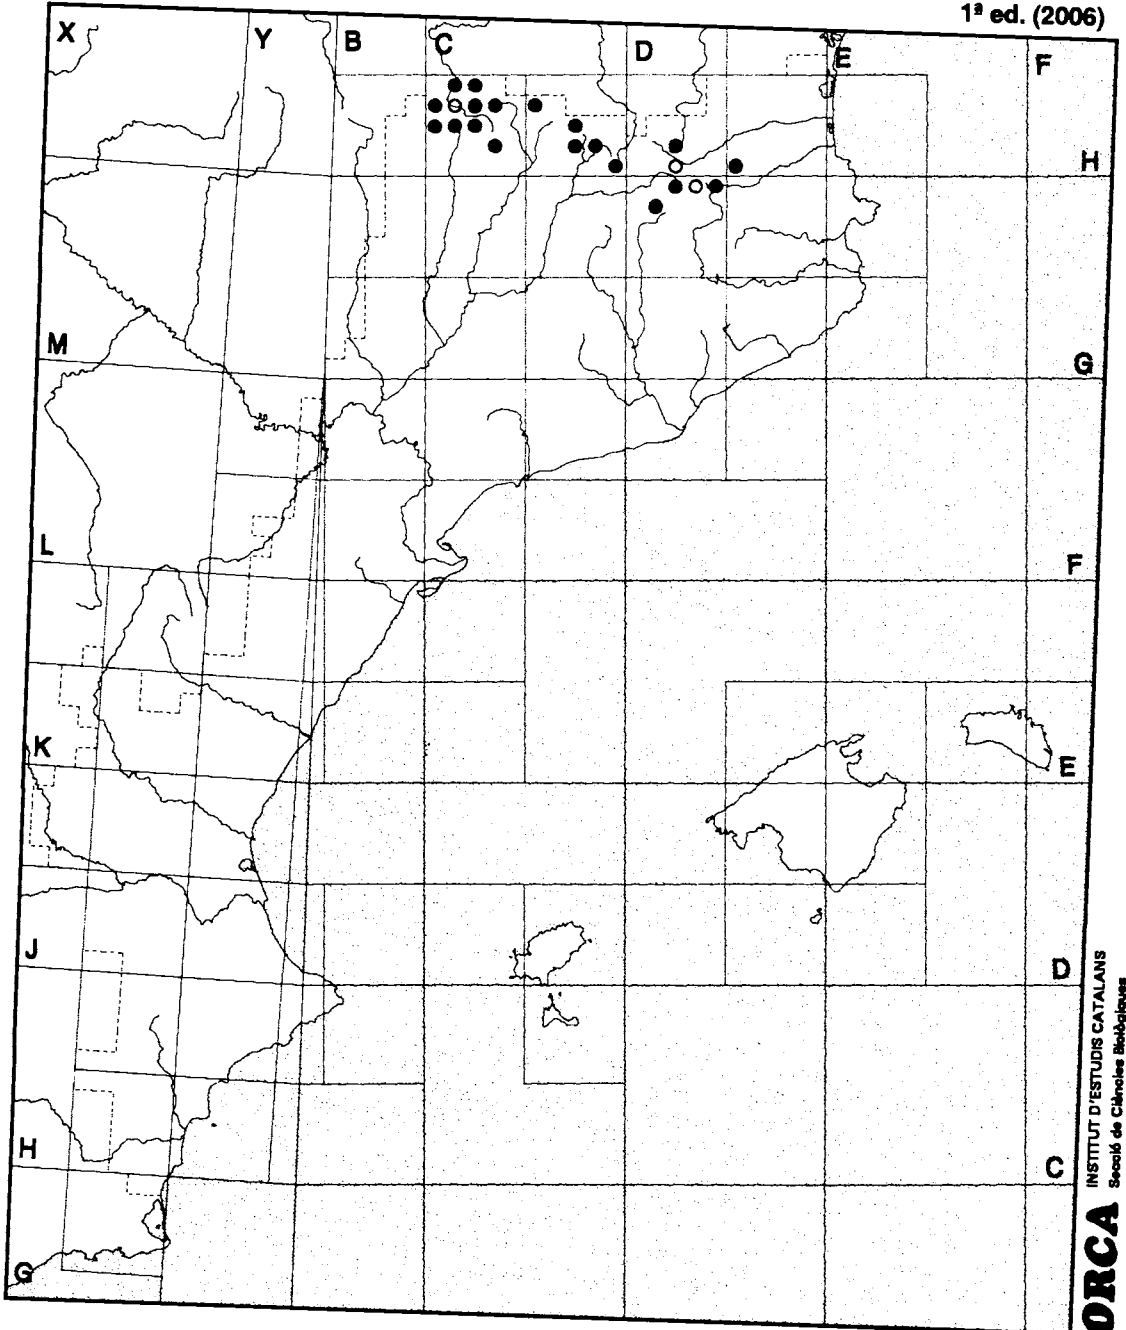 1ª ed. (2006)
X Y B C D E F
H
M
G
L
F
K
E
J
D
H
C
G
INSTITUT D'ESTUDIS CATALANS
Secció de Ciències Biològiques
ORCA